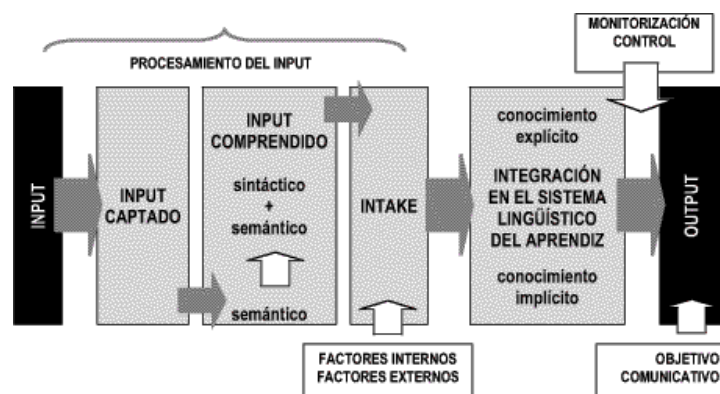 MONITORIZACIÓN
CONTROL
PROCESAMIENTO DEL INPUT
INPUT
INPUT
CAPTADO
INPUT
COMPRENDIDO
sintáctico
+
semántico
semántico
INTAKE
conocimiento
explícito
INTEGRACIÓN
EN EL SISTEMA
LINGÜÍSTICO
DEL APRENDIZ
conocimiento
implícito
OUTPUT
FACTORES INTERNOS
FACTORES EXTERNOS
OBJETIVO
COMUNICATIVO